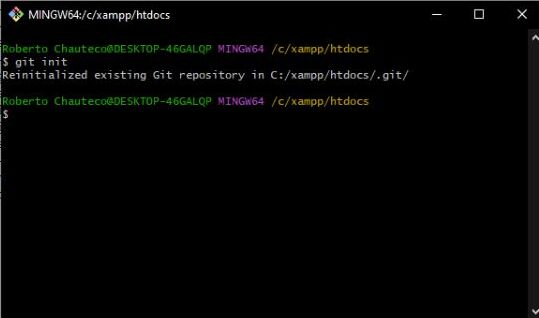 MINGW64:/c/xampp/htdocs
Roberto Chauteco@DESKTOP-46GALQP MINGW64 /c/xampp/htdocs
$ git init
Reinitialized existing Git repository in C:/xampp/htdocs/.git/
Roberto Chauteco@DESKTOP-46GALQP MINGW64 /c/xampp/htdocs
$